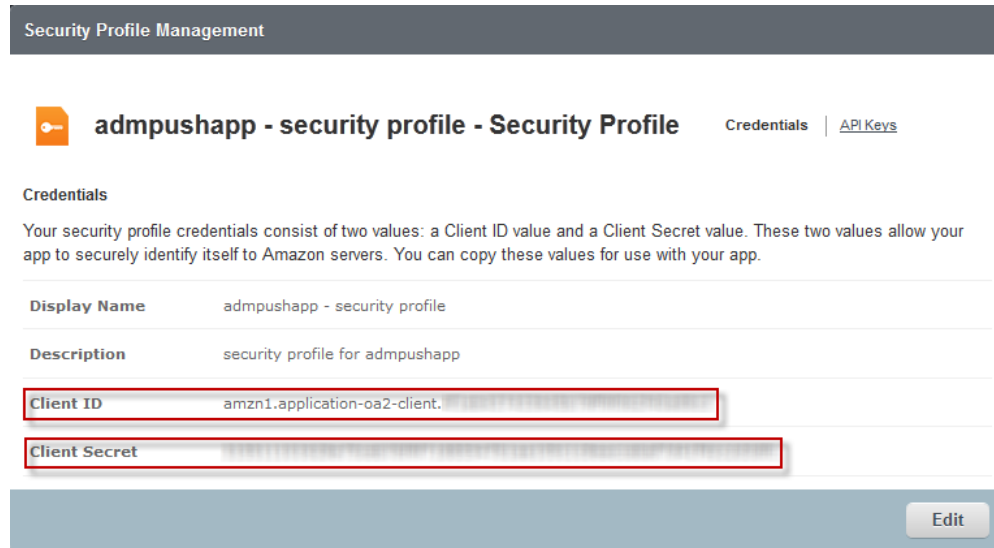 Security Profile Management
admpushapp - security profile - Security Profile
Credentials | API Keys
Credentials
Your security profile credentials consist of two values: a Client ID value and a Client Secret value. These two values allow your
app to securely identify itself to Amazon servers. You can copy these values for use with your app.
Display Name admpushapp - security profile
Description security profile for admpushapp
Client ID amzn1.application-oa2-client.
Client Secret
Edit